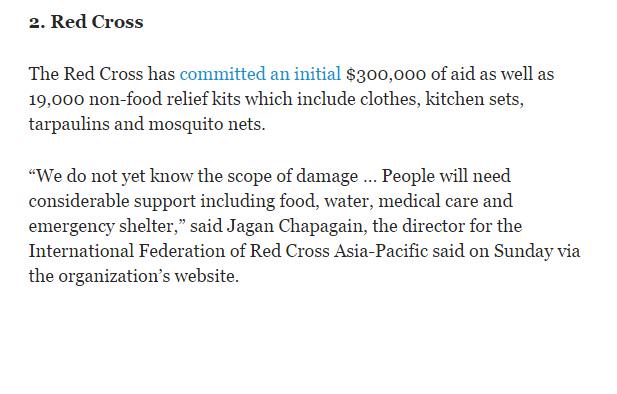 2. Red Cross
The Red Cross has committed an initial $300,000 of aid as well as
19,000 non-food relief kits which include clothes, kitchen sets,
tarpaulins and mosquito nets.
“We do not yet know the scope of damage ... People will need
considerable support including food, water, medical care and
emergency shelter,” said Jagan Chapagain, the director for the
International Federation of Red Cross Asia-Pacific said on Sunday via
the organization’s website.